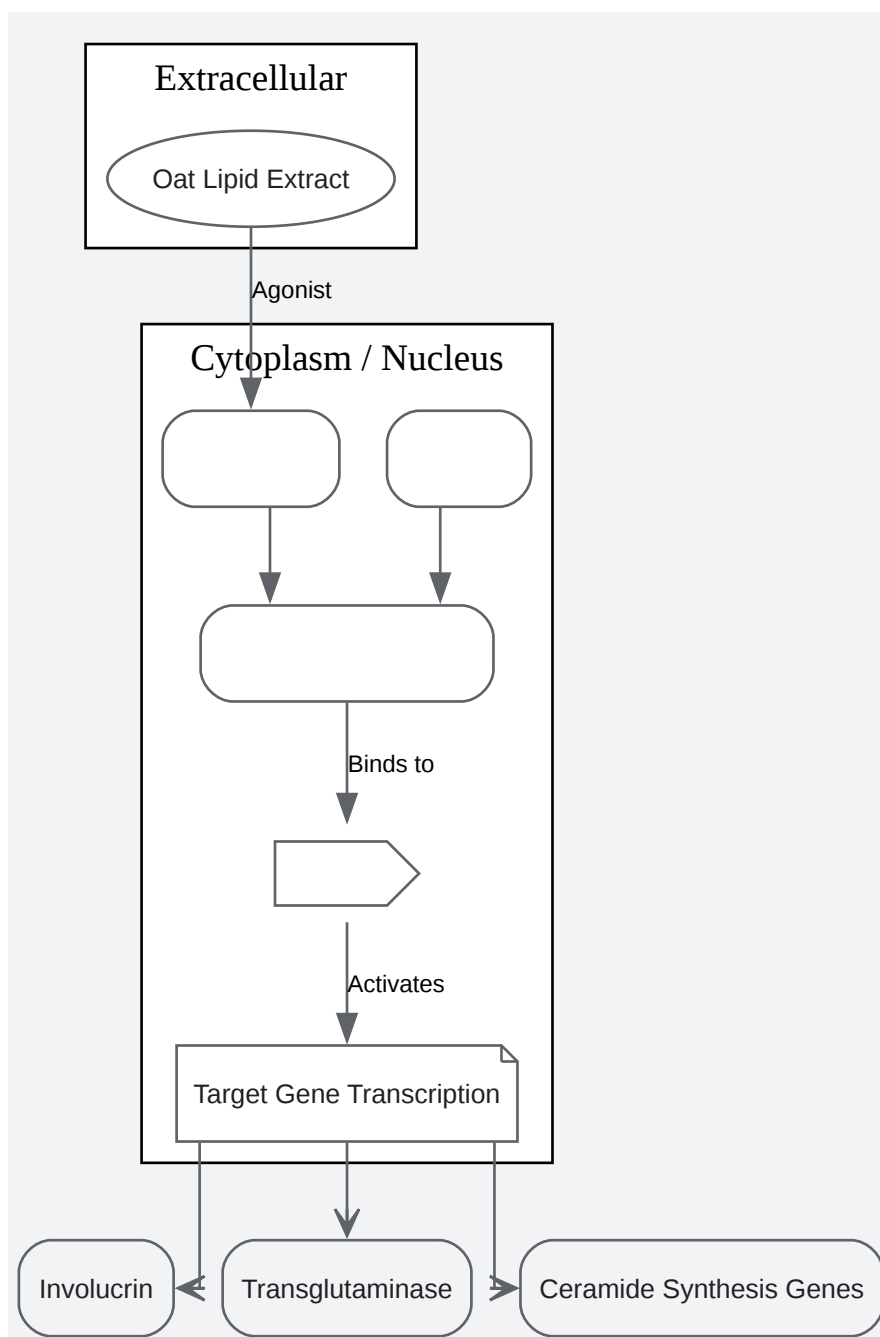 Extracellular
Oat Lipid Extract
Agonist
Cytoplasm / Nucleus
Binds to
Activates
Target Gene Transcription
Involucrin
Transglutaminase
Ceramide Synthesis Genes